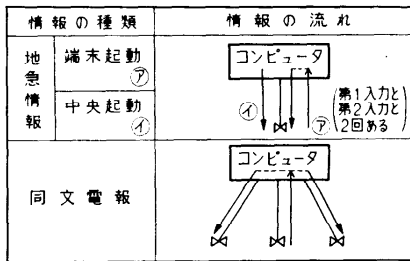 情報の種類
情報の流れ
地急情報
端末起動
㋐
中央起動
㋑
コンピュータ
㋑
㋐
(第1入力と
第2入力と
2回ある)
同文電報
コンピュータ